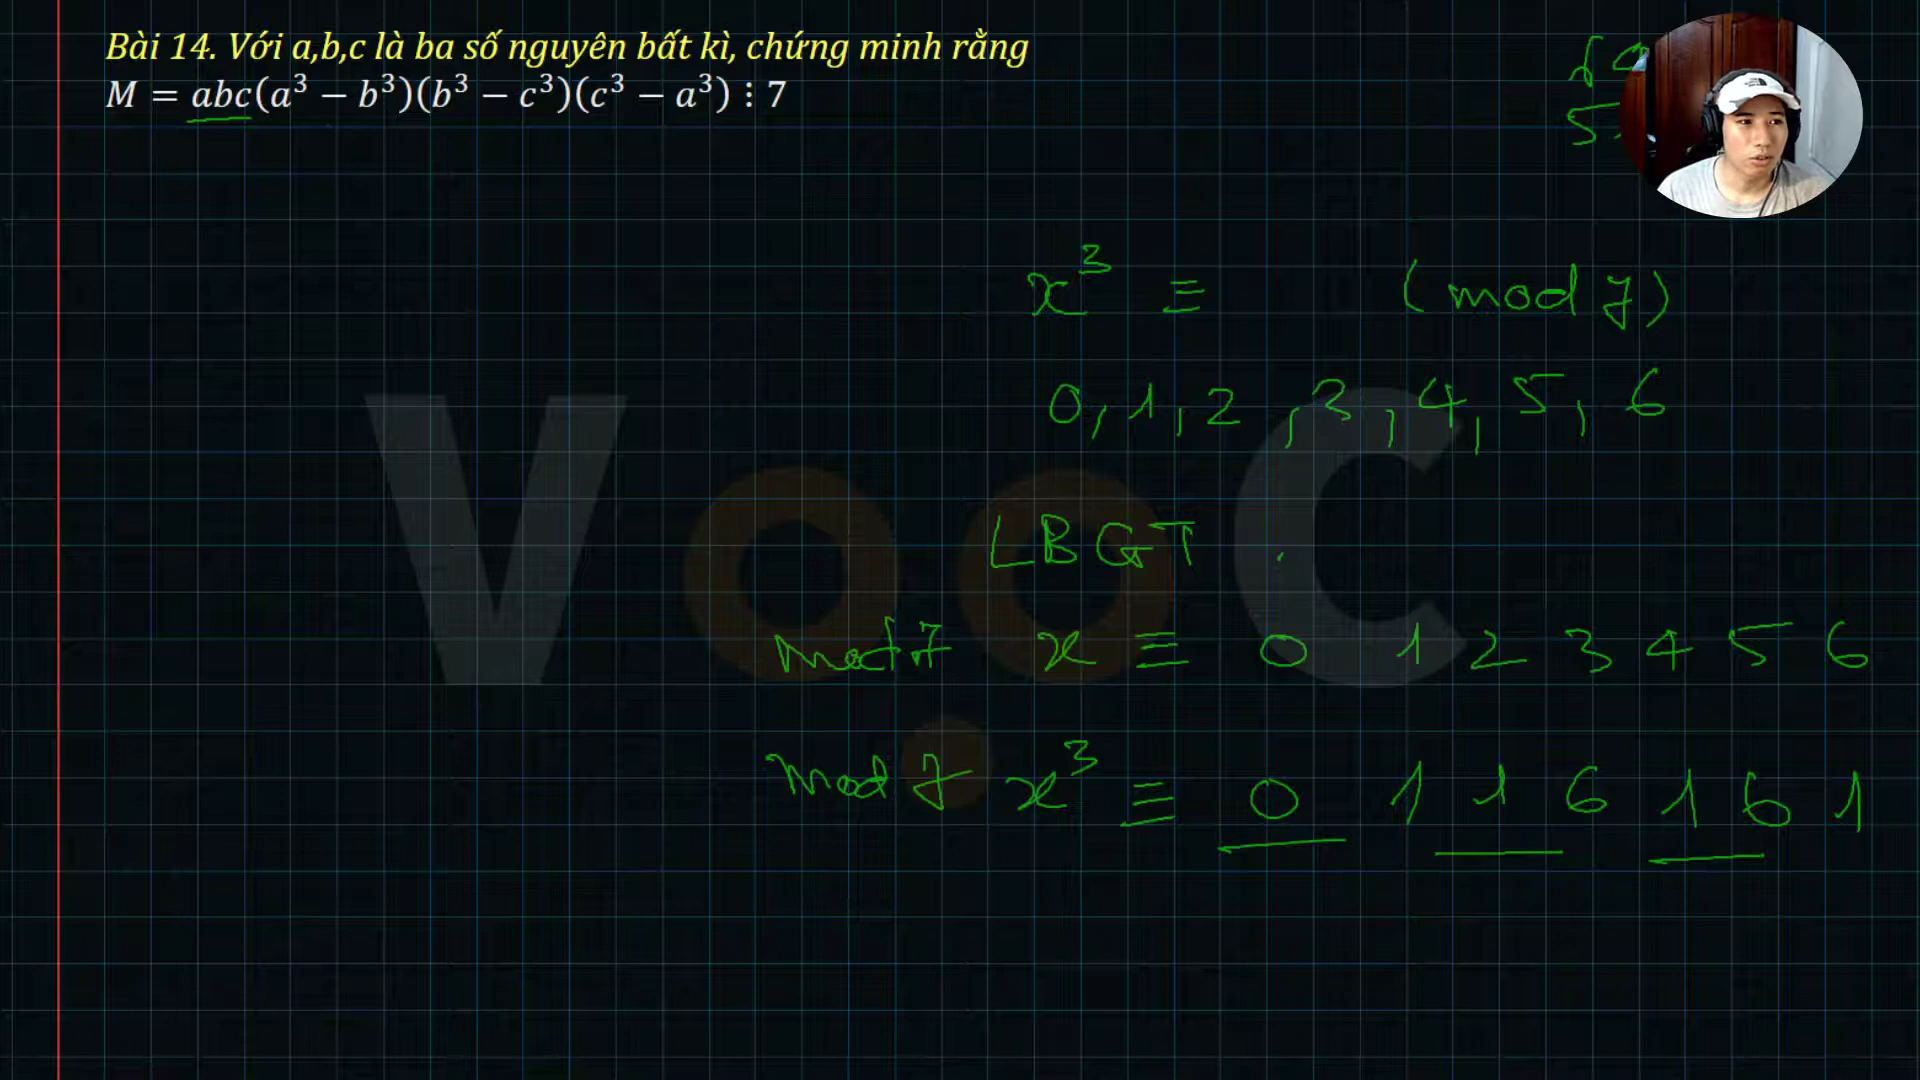 Bài 14. Với a,b,c là ba số nguyên bất kì, chứng minh rằng
M = abc(a³ − b³)(b³ − c³)(c³ − a³) ⋮ 7
x³ ≡ (mod 7)
0, 1, 2, 3, 4, 5, 6
LBGT
mod 7 x ≡ 0 1 2 3 4 5 6
mod 7 x³ ≡ 0 1 1 6 1 6 1
VooC